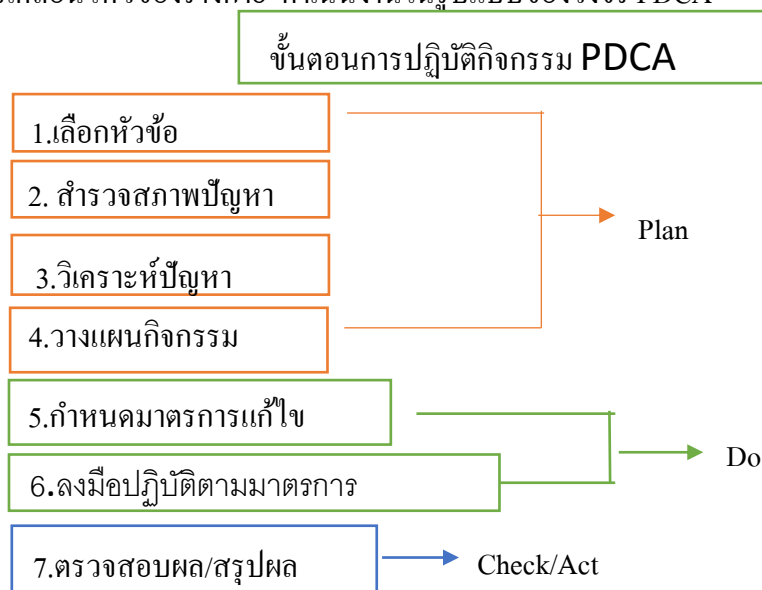 ขั้นตอนการปฏิบัติกิจกรรม PDCA
1.เลือกหัวข้อ
2. สำรวจสภาพปัญหา
Plan
3.วิเคราะห์ปัญหา
4.วางแผนกิจกรรม
5.กำหนดมาตรการแก้ไข
Do
6.ลงมือปฏิบัติตามมาตรการ
7.ตรวจสอบผล/สรุปผล
Check/Act